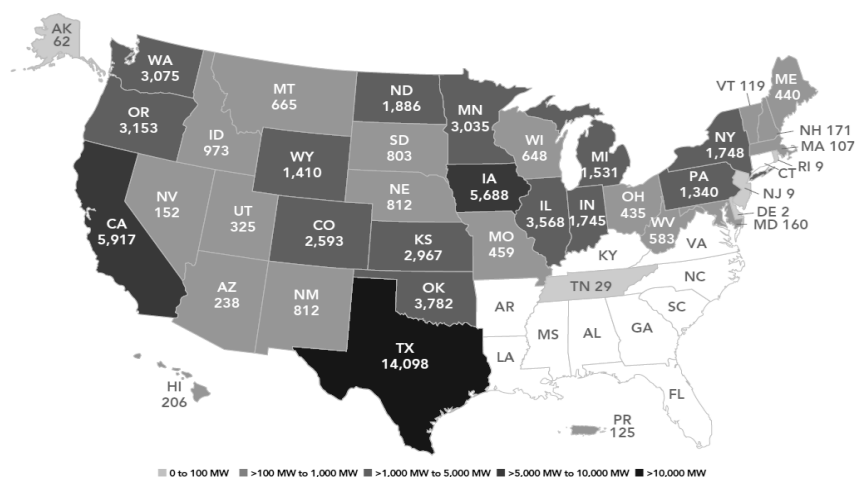 AK
62
WA
3,075
OR
3,153
CA
5,917
ID
973
NV
152
MT
665
WY
1,410
UT
325
AZ
238
CO
2,593
NM
812
ND
1,886
SD
803
NE
812
KS
2,967
OK
3,782
TX
14,098
MN
3,035
IA
5,688
MO
459
WI
648
IL
3,568
MI
1,531
IN
1,745
OH
435
WV
583
KY
TN 29
AR
LA
MS
AL
GA
FL
SC
NC
VA
PA
1,340
NY
1,748
VT 119
ME
440
NH 171
MA 107
RI 9
CT
NJ 9
DE 2
MD 160
HI
206
PR
125
0 to 100 MW
>100 MW to 1,000 MW
>1,000 MW to 5,000 MW
>5,000 MW to 10,000 MW
>10,000 MW